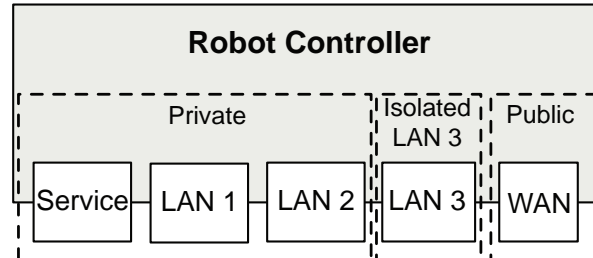 Robot Controller
Private
Isolated
LAN 3
Public
Service
LAN 1
LAN 2
LAN 3
WAN